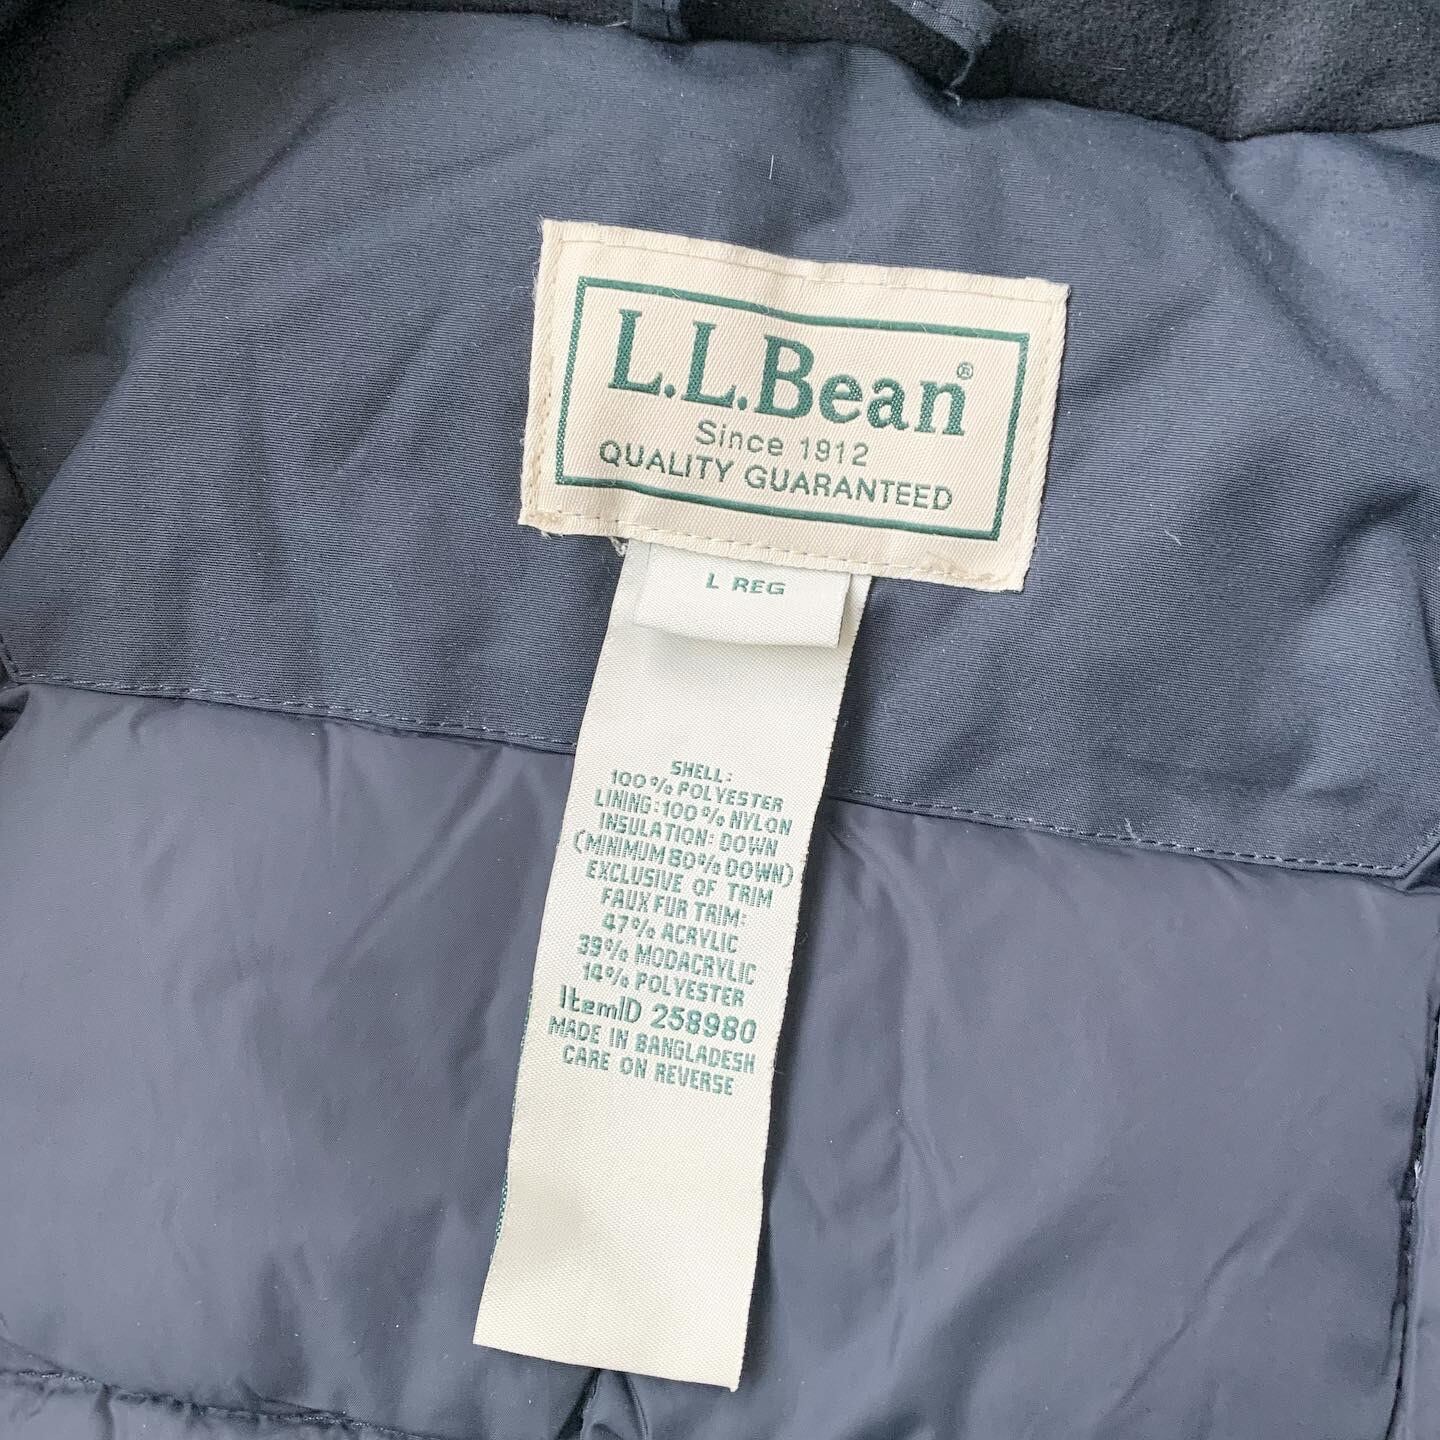 L.L.Bean®
Since 1912
QUALITY GUARANTEED
L REG
SHELL:
100% POLYESTER
LINING:100% NYLON
INSULATION: DOWN
(MINIMUM 80% DOWN)
EXCLUSIVE OF TRIM
FAUX FUR TRIM:
47% ACRYLIC
39% MODACRYLIC
14% POLYESTER
ItemID 258980
MADE IN BANGLADESH
CARE ON REVERSE